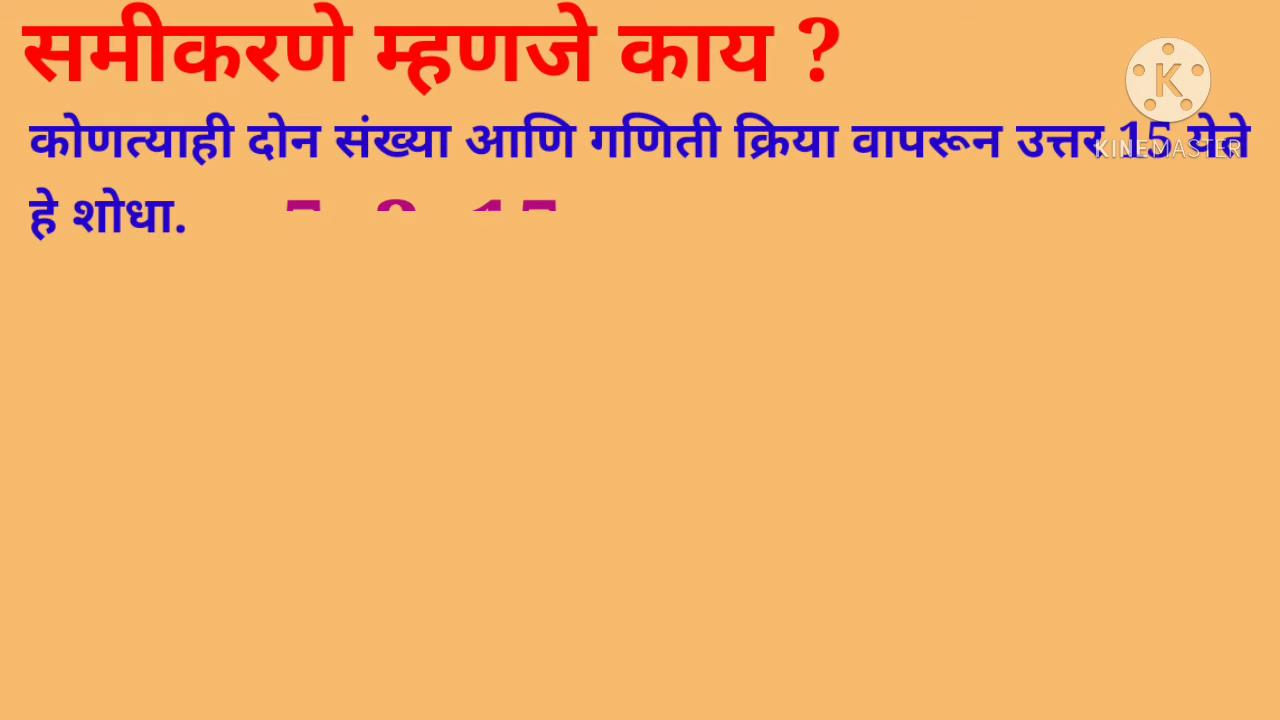 समीकरणे म्हणजे काय ?
कोणत्याही दोन संख्या आणि गणिती क्रिया वापरून उत्तर 15 येते
हे शोधा.
K
KINEMASTER